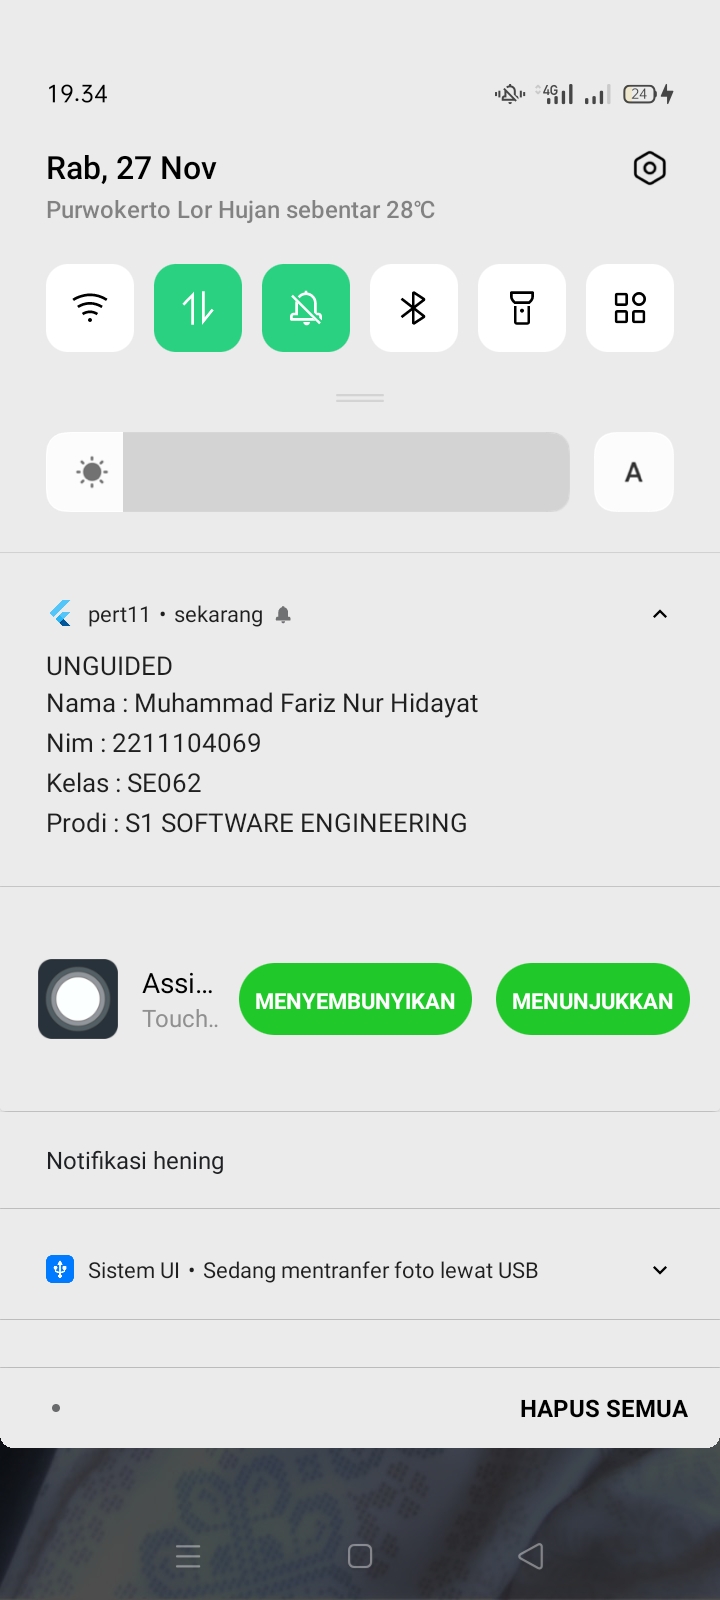 19.34
4G
24
Rab, 27 Nov
Purwokerto Lor Hujan sebentar 28°C
A
pert11 • sekarang
UNGUIDED
Nama : Muhammad Fariz Nur Hidayat
Nim : 2211104069
Kelas : SE062
Prodi : S1 SOFTWARE ENGINEERING
Assi...
Touch..
MENYEMBUNYIKAN
MENUNJUKKAN
Notifikasi hening
Sistem UI • Sedang mentranfer foto lewat USB
HAPUS SEMUA